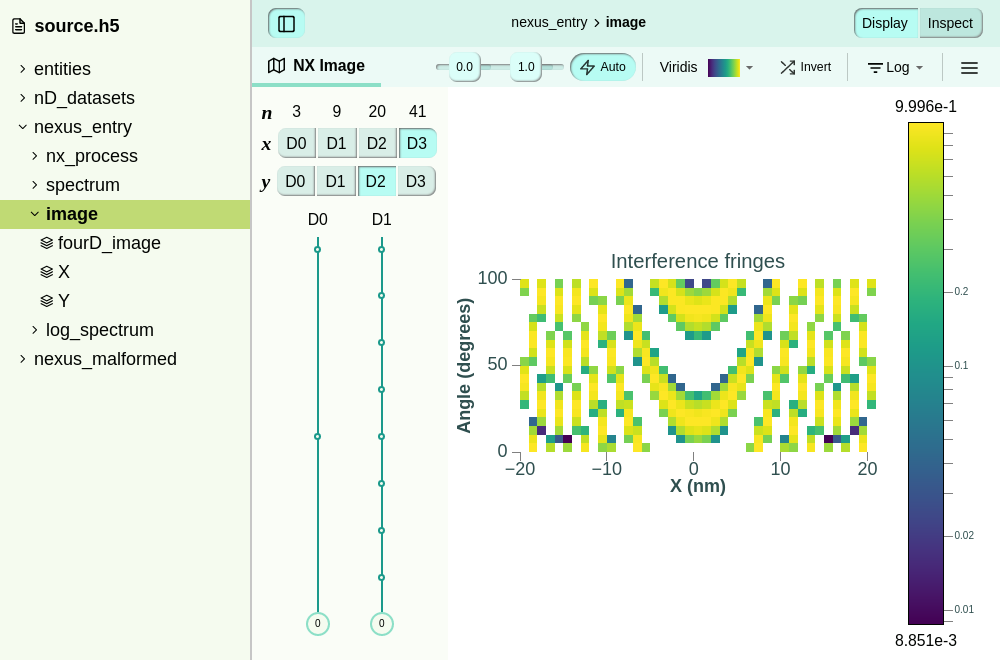 source.h5
nexus_entry > image
Display
Inspect
NX Image
0.0
1.0
Auto
Viridis
Invert
Log
entities
nD_datasets
nexus_entry
nx_process
spectrum
image
fourD_image
X
Y
log_spectrum
nexus_malformed
n 3 9 20 41
x D0 D1 D2 D3
y D0 D1 D2 D3
D0 D1
0 0
Interference fringes
Angle (degrees)
100
50
0
−20 −10 0 10 20
X (nm)
9.996e-1
0.2
0.1
0.02
0.01
8.851e-3